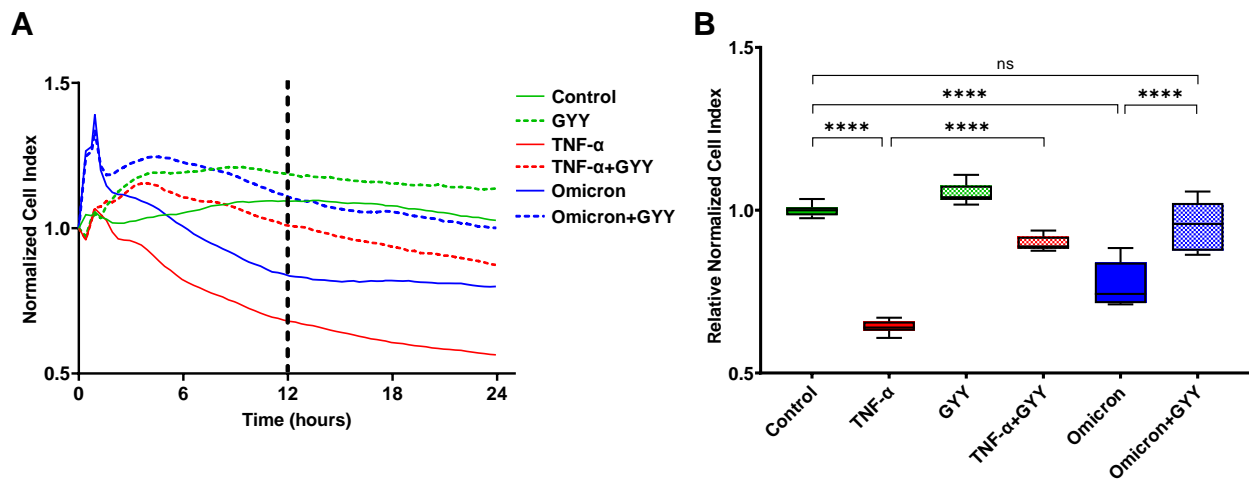 A
Normalized Cell Index
1.5
1.0
0.5
0
6
12
18
24
Time (hours)
Control
GYY
TNF-α
TNF-α+GYY
Omicron
Omicron+GYY
B
Relative Normalized Cell Index
1.5
1.0
0.5
ns
****
****
****
****
Control
TNF-α
GYY
TNF-α+GYY
Omicron
Omicron+GYY